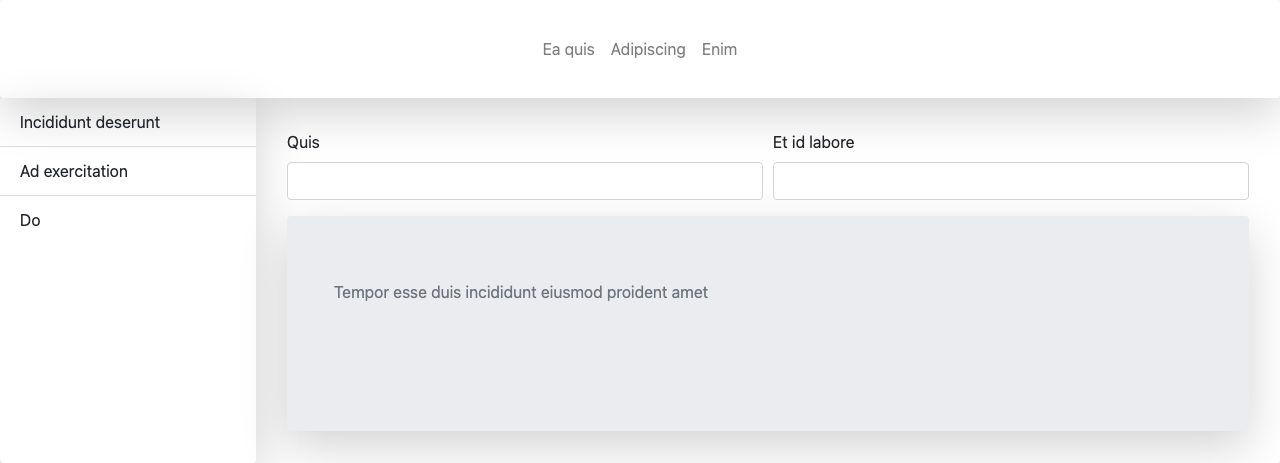 Ea quis Adipiscing Enim
Incididunt deserunt
Ad exercitation
Do
Quis
Et id labore
Tempor esse duis incididunt eiusmod proident amet